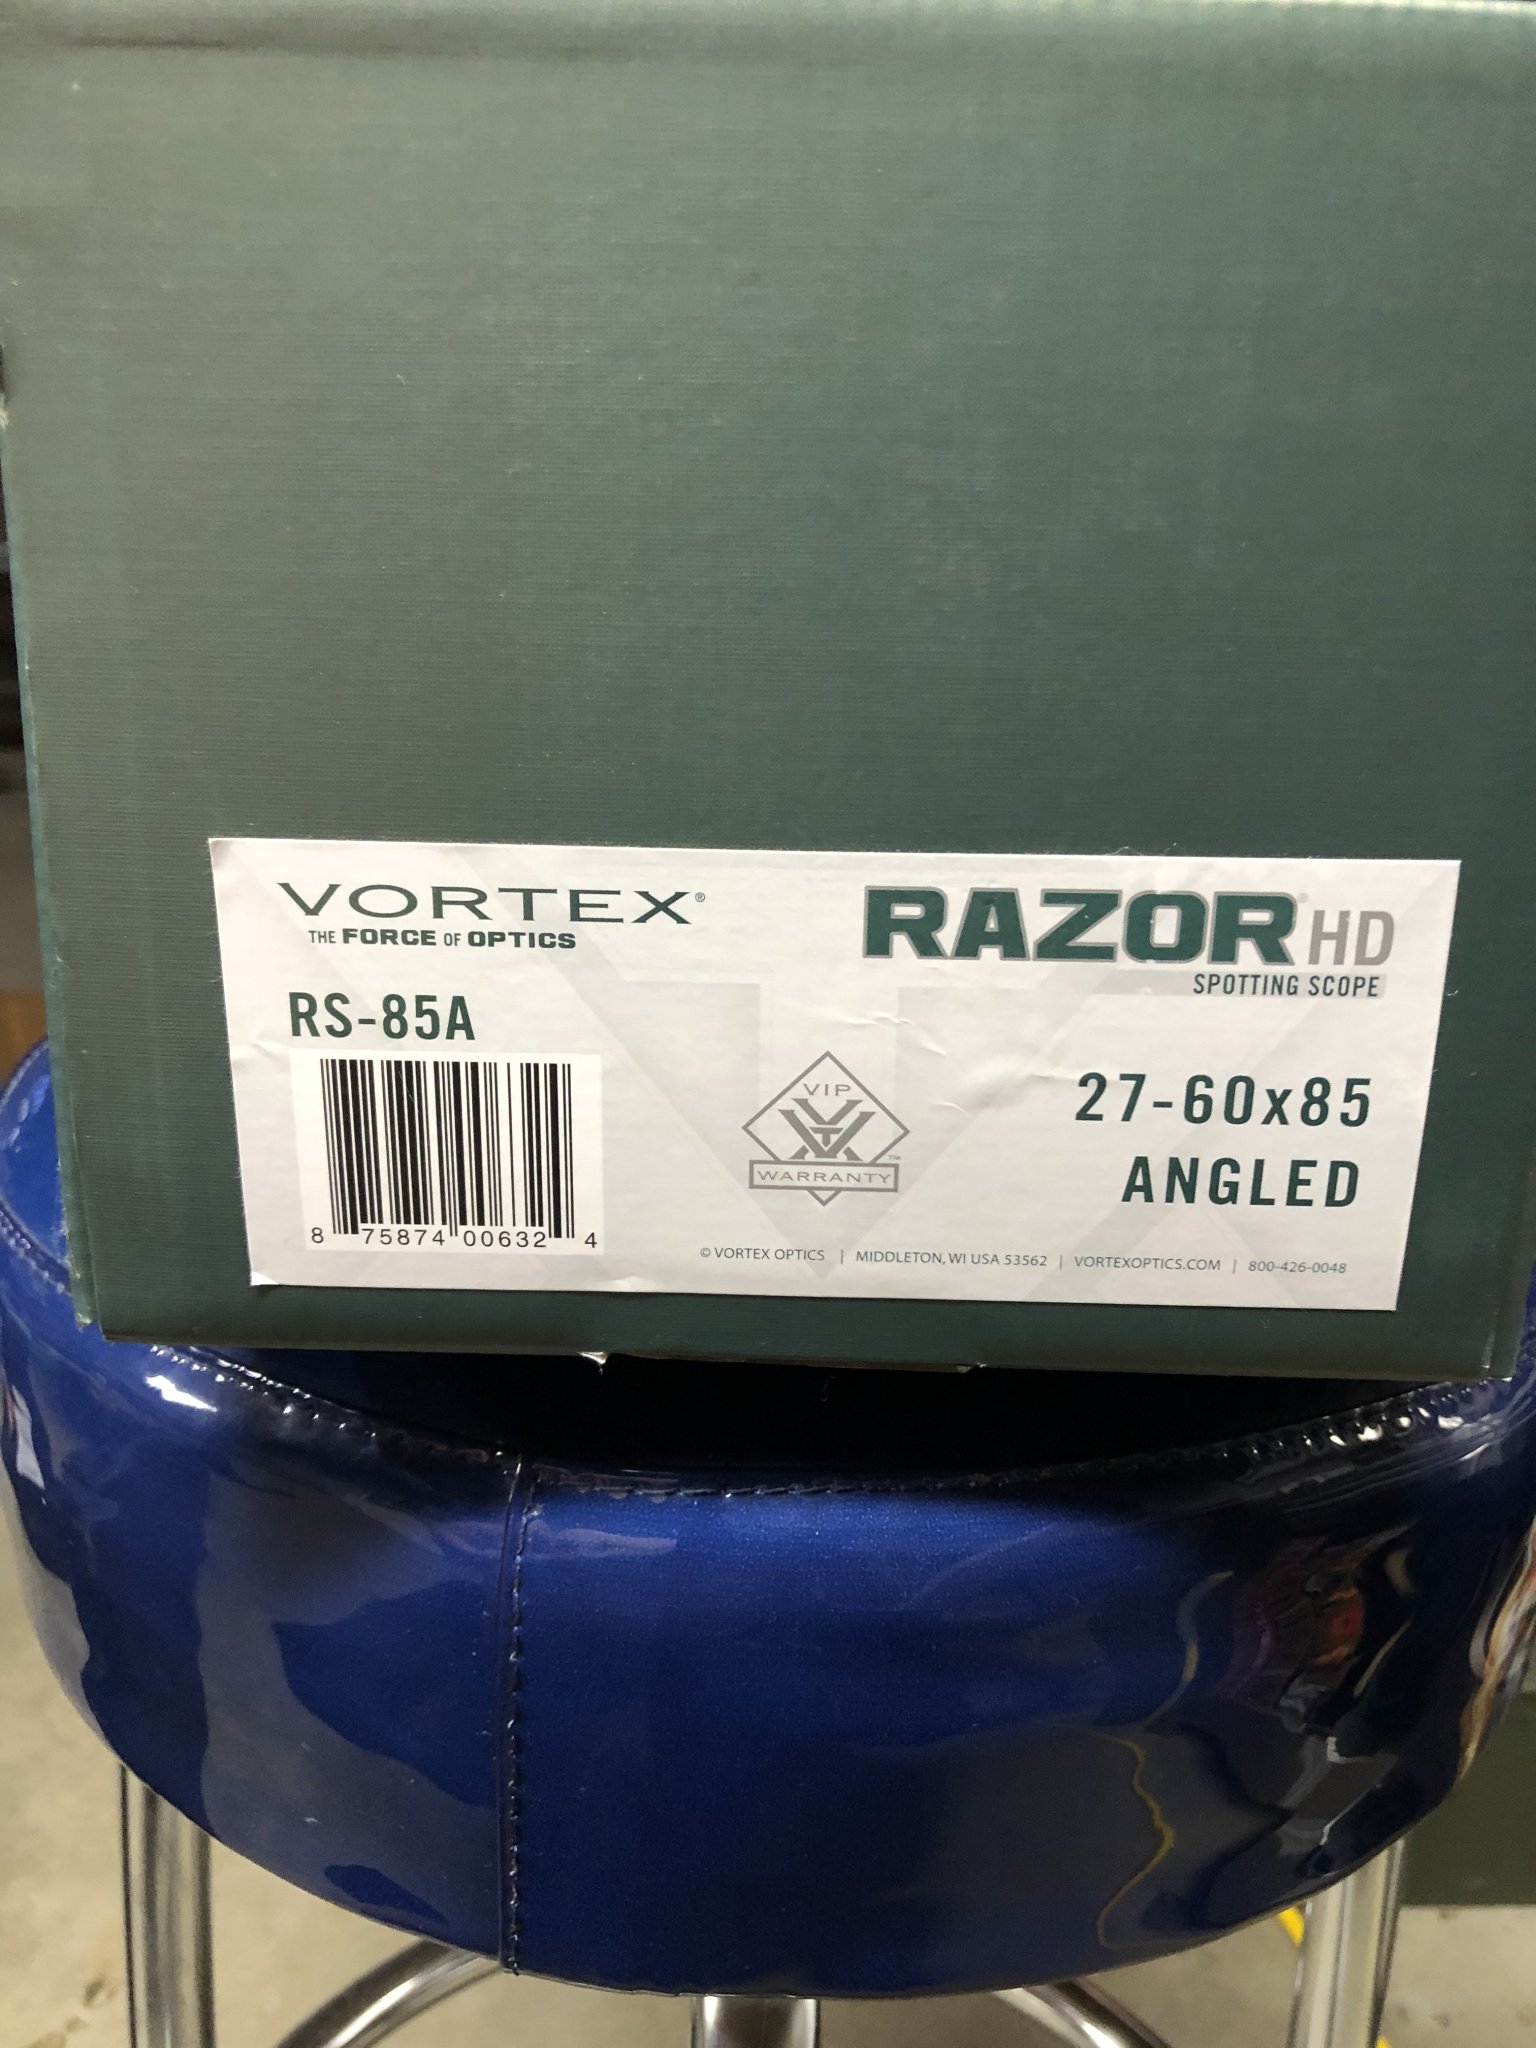 VORTEX®
THE FORCE OF OPTICS
RAZOR® HD
SPOTTING SCOPE
RS-85A
8 75874 00632 4
VIP
WARRANTY™
27-60x85
ANGLED
© VORTEX OPTICS | MIDDLETON, WI USA 53562 | VORTEXOPTICS.COM | 800-426-0048